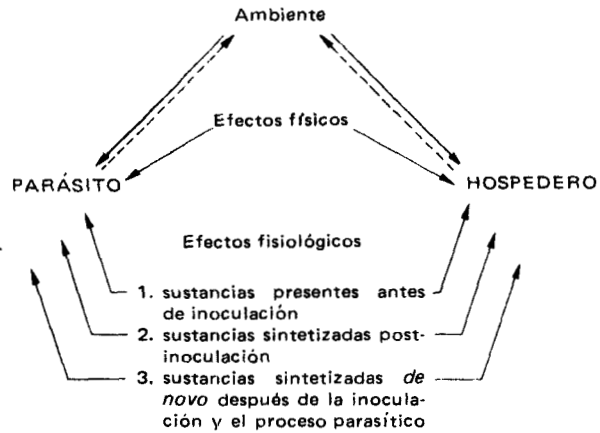 Ambiente
Efectos físicos
PARÁSITO
HOSPEDERO
Efectos fisiológicos
1. sustancias presentes antes
de inoculación
2. sustancias sintetizadas post-
inoculación
3. sustancias sintetizadas de
novo después de la inocula-
ción y el proceso parasítico